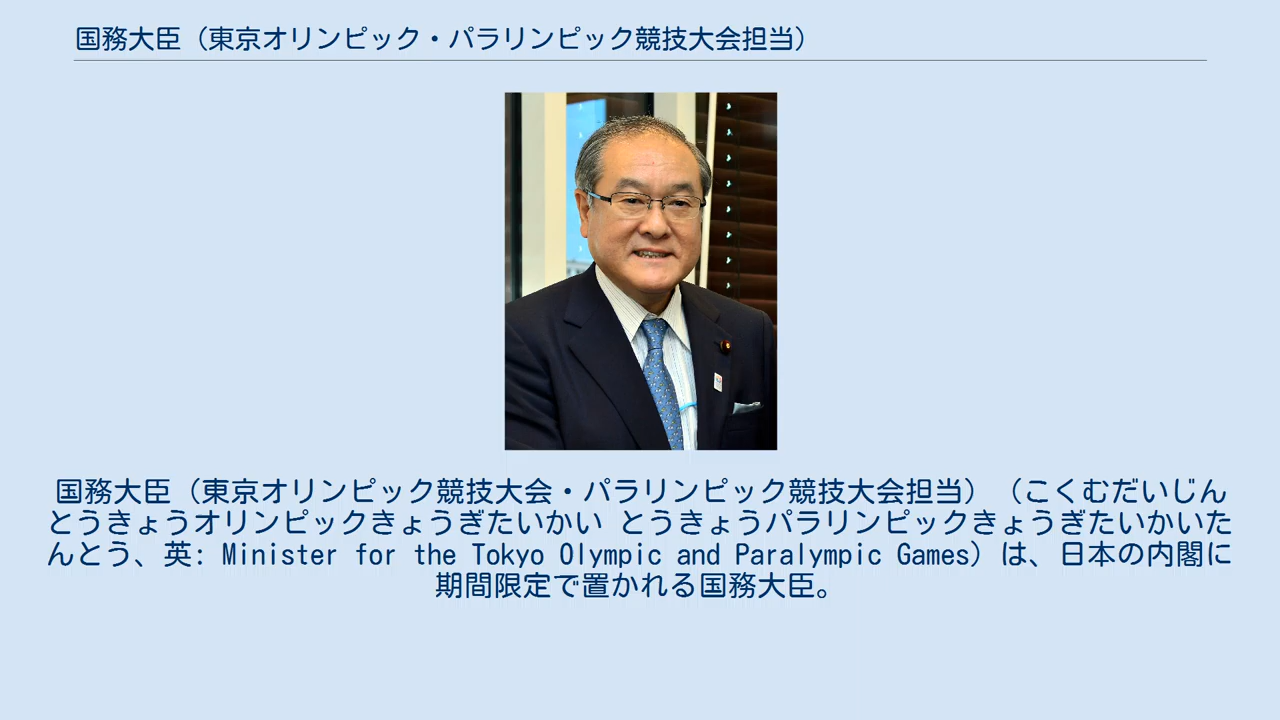 国務大臣（東京オリンピック・パラリンピック競技大会担当）
国務大臣（東京オリンピック競技大会・パラリンピック競技大会担当）（こくむだいじん
とうきょうオリンピックきょうぎたいかい とうきょうパラリンピックきょうぎたいかいた
んとう、英: Minister for the Tokyo Olympic and Paralympic Games）は、日本の内閣に
期間限定で置かれる国務大臣。